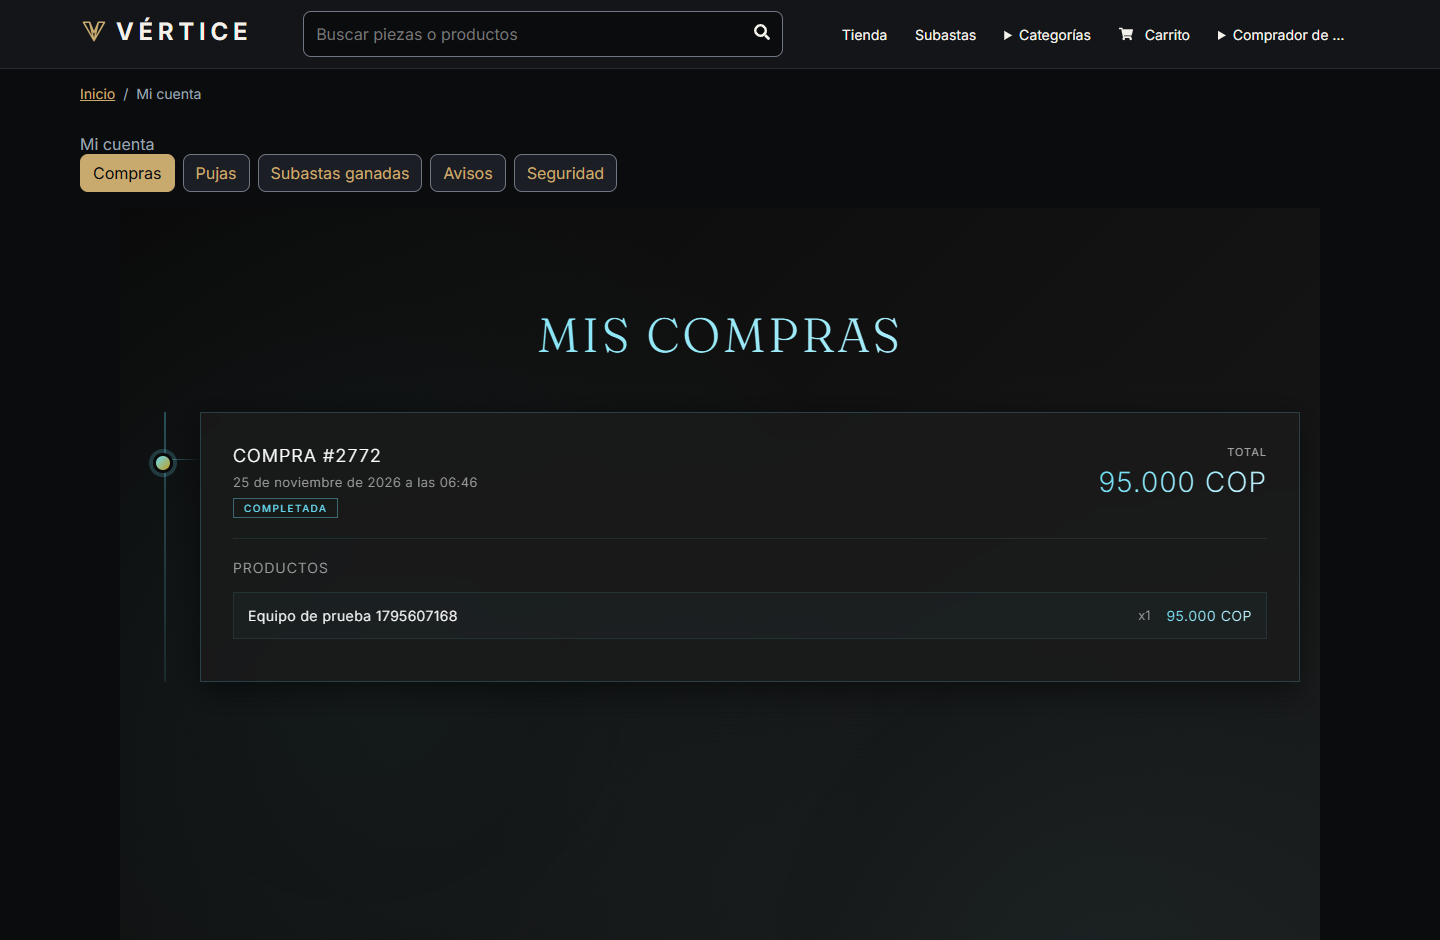 VÉRTICE
Buscar piezas o productos
Tienda
Subastas
Categorías
Carrito
Comprador de ...
Inicio / Mi cuenta
Mi cuenta
Compras
Pujas
Subastas ganadas
Avisos
Seguridad
MIS COMPRAS
COMPRA #2772
25 de noviembre de 2026 a las 06:46
COMPLETADA
TOTAL
95.000 COP
PRODUCTOS
Equipo de prueba 1795607168
x1 95.000 COP